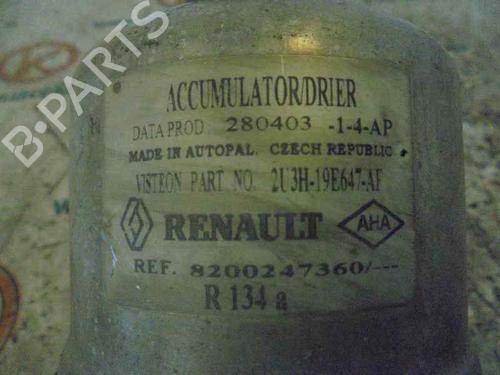 B-PARTS
ACCUMULATOR/DRIER
DATA PROD 280403 -1-4-AP
MADE IN AUTOPAL, CZECH REPUBLIC
VISTEON PART NO. 2U3H-19E647-AF
RENAULT AHA
REF. 8200247360/---
R 134 a